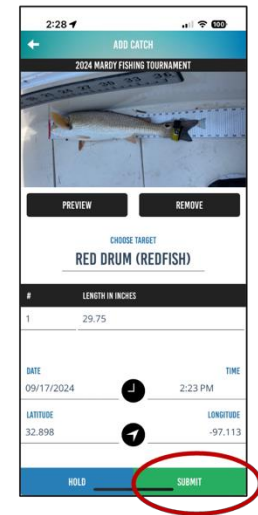 2:28 100
ADD CATCH
2024 MARDY FISHING TOURNAMENT
PREVIEW REMOVE
CHOOSE TARGET
RED DRUM (REDFISH)
# LENGTH IN INCHES
1 29.75
DATE TIME
09/17/2024 2:23 PM
LATITUDE LONGITUDE
32.898 -97.113
HOLD SUBMIT